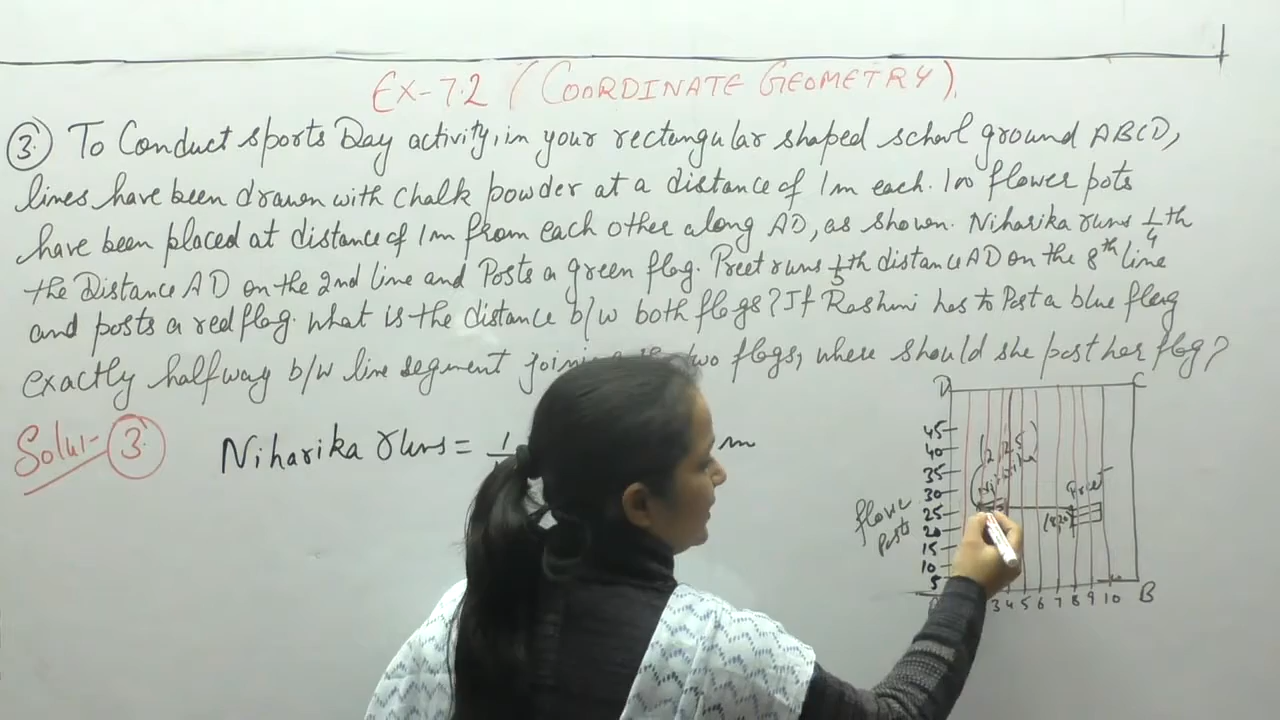 Ex-7.2 (COORDINATE GEOMETRY).
3. To Conduct sports Day activity, in your rectangular shaped school ground ABCD,
lines have been drawn with chalk powder at a distance of 1m each. 100 flower pots
have been placed at distance of 1m from each other along AD, as shown. Niharika runs 1/4 th
the Distance AD on the 2nd line and Posts a green flag. Preet runs 1/5 th distance AD on the 8th line
and posts a red flag. What is the distance b/w both flags? If Rashmi has to Post a blue flag
exactly halfway b/w line segment two flags, where should she post her flag?
Solu:- 3.
Niharika runs = m
D C
45
40
35
30
25
20
15
10
5
(2,25)
Preet
(8,20)
flowe
Pots
3 4 5 6 7 8 9 10 B